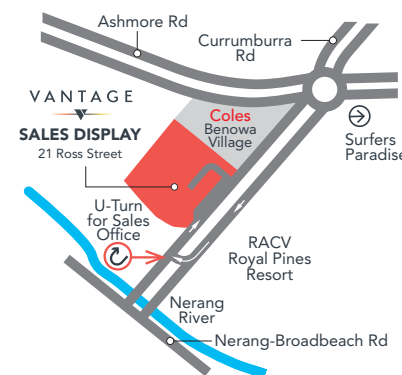 Ashmore Rd
Currumburra
Rd
VANTAGE
SALES DISPLAY
21 Ross Street
Coles
Benowa
Village
Surfers
Paradise
U-Turn
for Sales
Office
RACV
Royal Pines
Resort
Nerang
River
Nerang-Broadbeach Rd